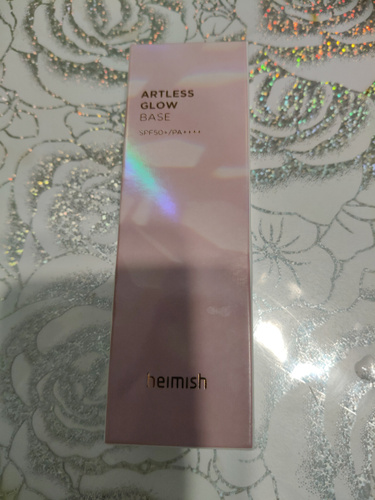 ARTLESS
GLOW
BASE
SPF50+/PA++++
heimish